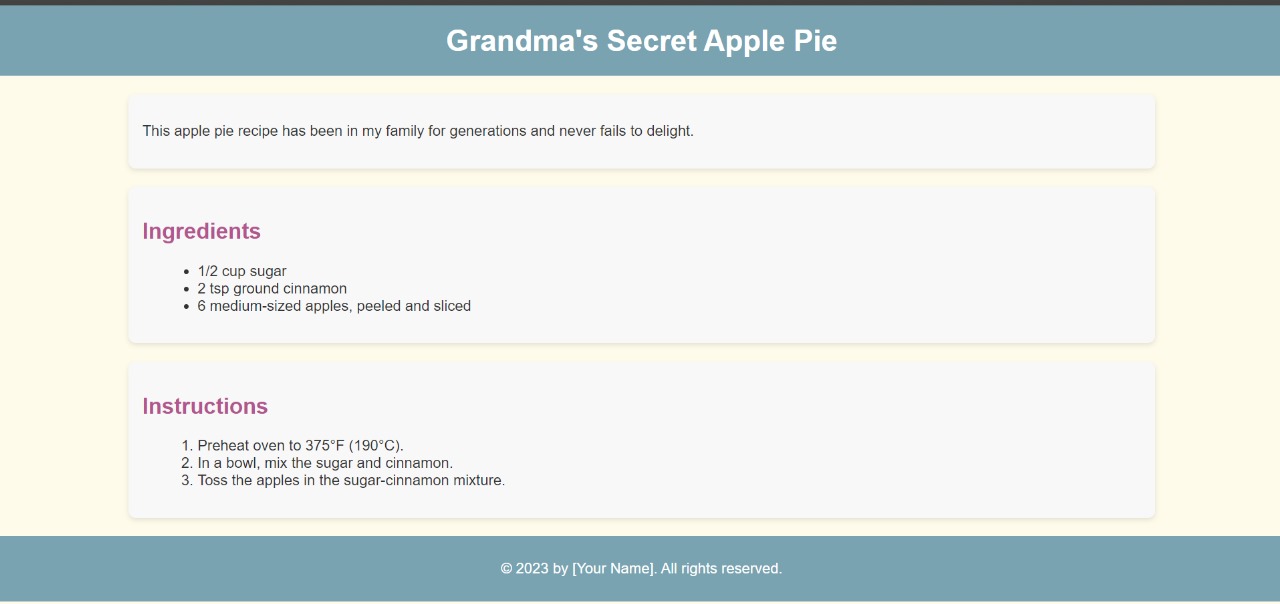 Grandma's Secret Apple Pie
This apple pie recipe has been in my family for generations and never fails to delight.
Ingredients
• 1/2 cup sugar
• 2 tsp ground cinnamon
• 6 medium-sized apples, peeled and sliced
Instructions
1. Preheat oven to 375°F (190°C).
2. In a bowl, mix the sugar and cinnamon.
3. Toss the apples in the sugar-cinnamon mixture.
© 2023 by [Your Name]. All rights reserved.